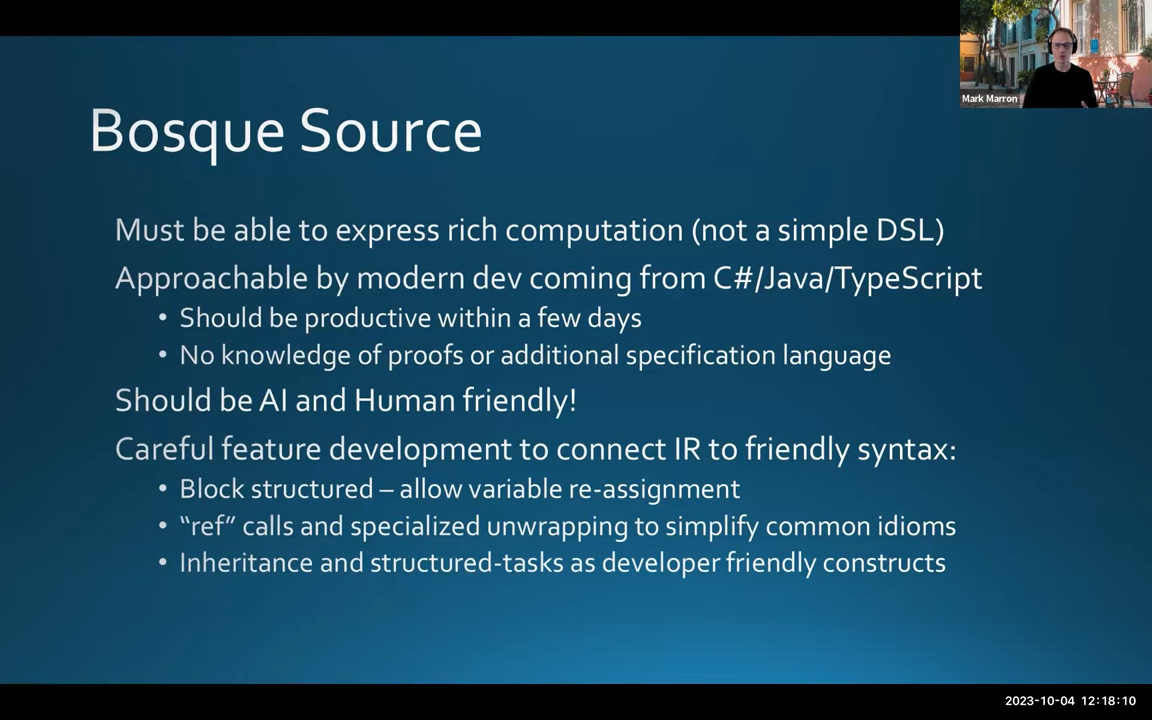 Mark Marron
Bosque Source
Must be able to express rich computation (not a simple DSL)
Approachable by modern dev coming from C#/Java/TypeScript
• Should be productive within a few days
• No knowledge of proofs or additional specification language
Should be AI and Human friendly!
Careful feature development to connect IR to friendly syntax:
• Block structured – allow variable re-assignment
• “ref” calls and specialized unwrapping to simplify common idioms
• Inheritance and structured-tasks as developer friendly constructs
2023-10-04 12:18:10